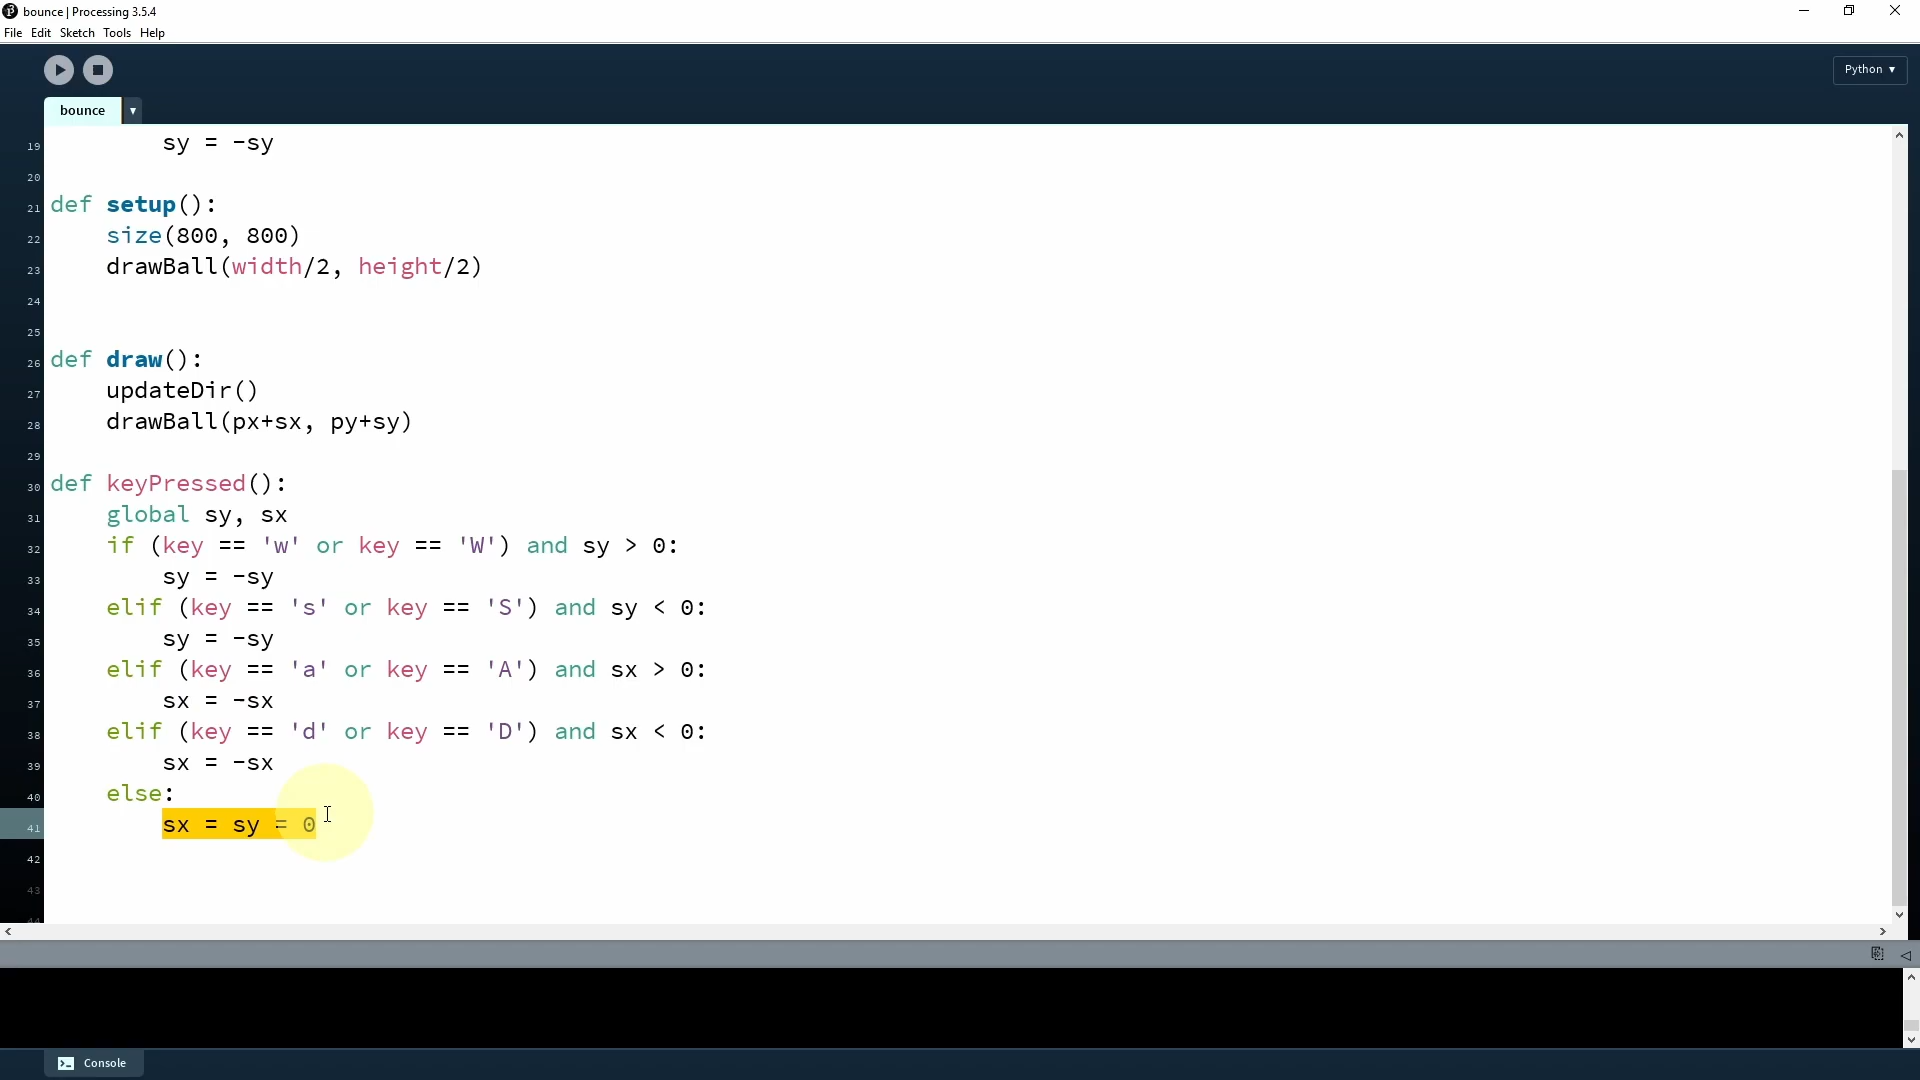 bounce | Processing 3.5.4
File Edit Sketch Tools Help
Python ▾
bounce ▾
19 sy = -sy
20
21 def setup():
22 size(800, 800)
23 drawBall(width/2, height/2)
24
25
26 def draw():
27 updateDir()
28 drawBall(px+sx, py+sy)
29
30 def keyPressed():
31 global sy, sx
32 if (key == 'w' or key == 'W') and sy > 0:
33 sy = -sy
34 elif (key == 's' or key == 'S') and sy < 0:
35 sy = -sy
36 elif (key == 'a' or key == 'A') and sx > 0:
37 sx = -sx
38 elif (key == 'd' or key == 'D') and sx < 0:
39 sx = -sx
40 else:
41 sx = sy = 0
42
43
44
Console